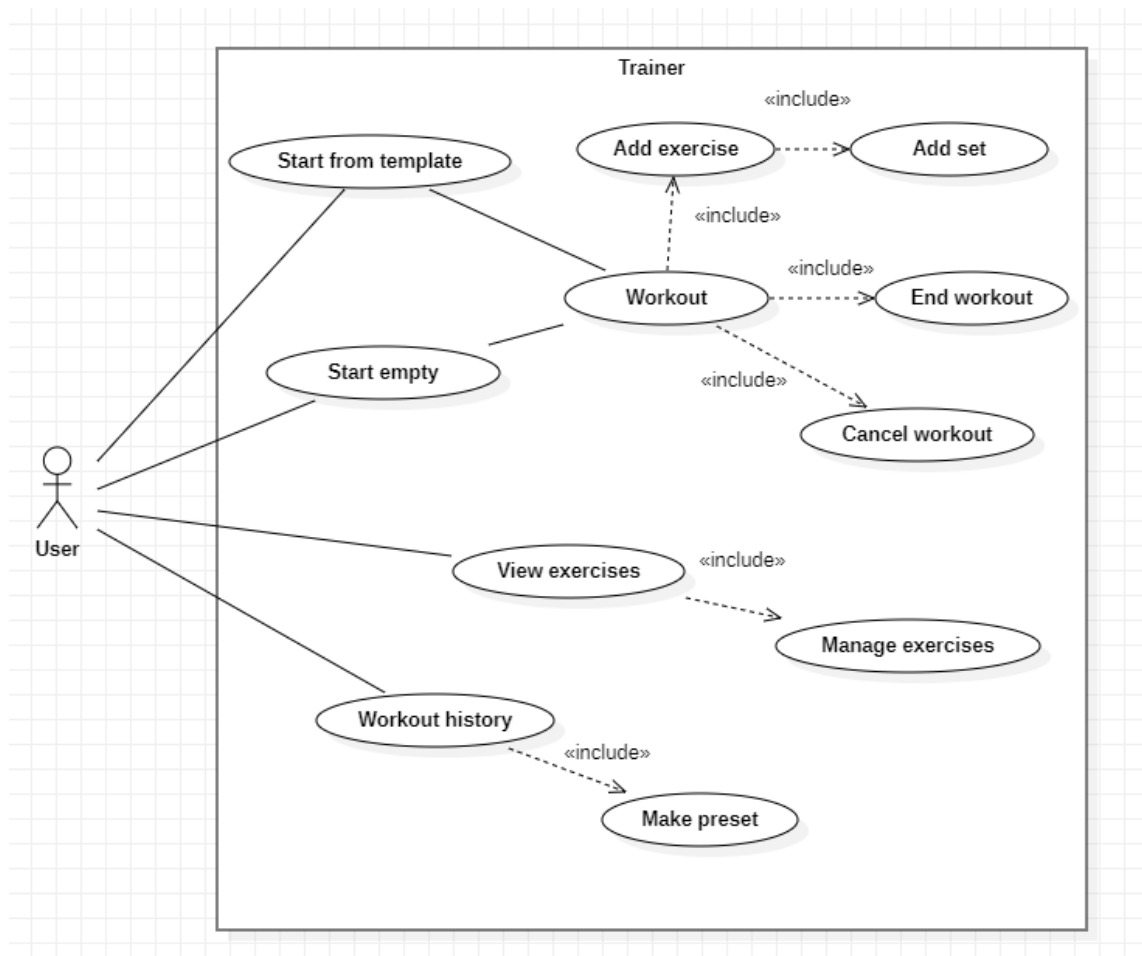 Trainer
«include»
Add exercise
Add set
Start from template
«include»
«include»
Workout
End workout
Start empty
«include»
Cancel workout
User
View exercises
«include»
Manage exercises
Workout history
«include»
Make preset